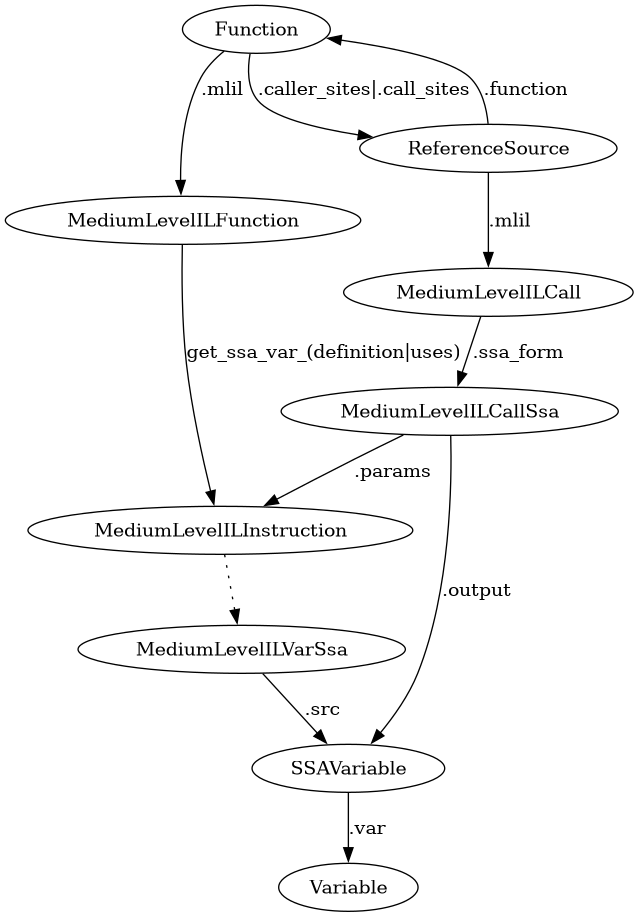 Function
.mlil
.caller_sites|.call_sites
.function
ReferenceSource
MediumLevelILFunction
.mlil
MediumLevelILCall
get_ssa_var_(definition|uses)
.ssa_form
MediumLevelILCallSsa
.params
MediumLevelILInstruction
.output
MediumLevelILVarSsa
.src
SSAVariable
.var
Variable